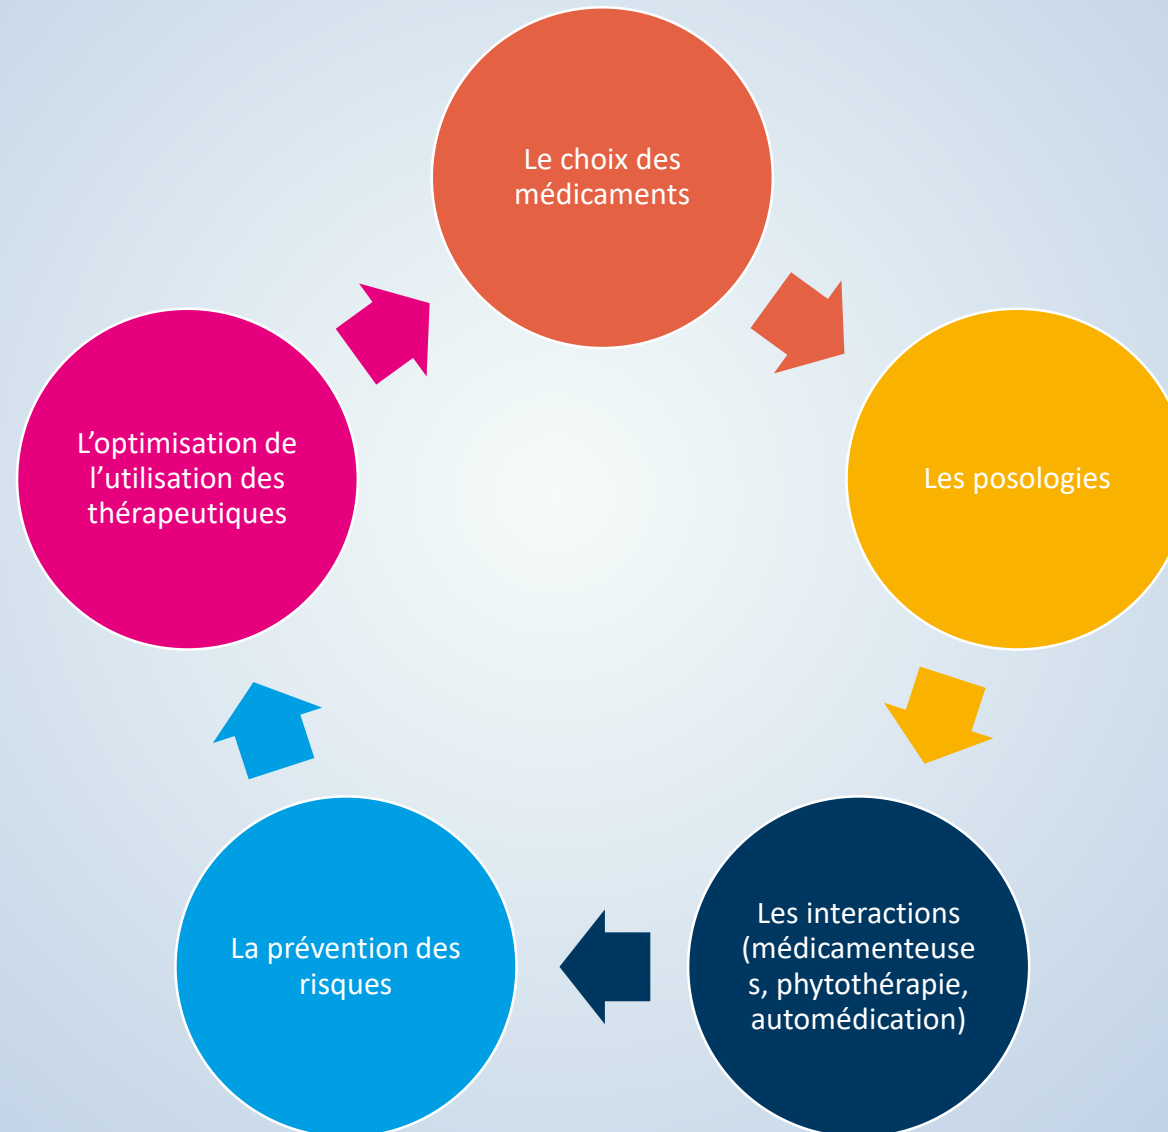 Le choix des
médicaments
Les posologies
Les interactions
(médicamenteuse
s, phytothérapie,
automédication)
La prévention des
risques
L’optimisation de
l’utilisation des
thérapeutiques